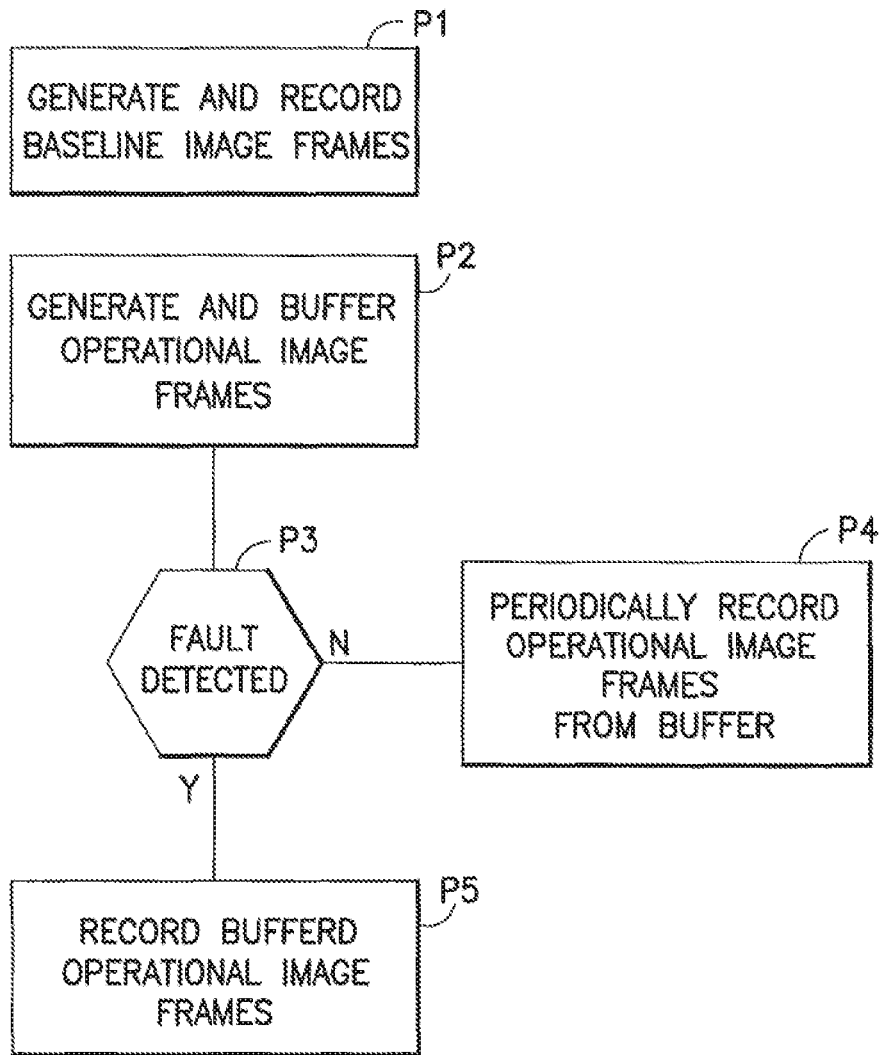 P1
GENERATE AND RECORD
BASELINE IMAGE FRAMES
P2
GENERATE AND BUFFER
OPERATIONAL IMAGE
FRAMES
P3
FAULT
DETECTED
N
P4
PERIODICALLY RECORD
OPERATIONAL IMAGE
FRAMES
FROM BUFFER
Y
P5
RECORD BUFFERD
OPERATIONAL IMAGE
FRAMES